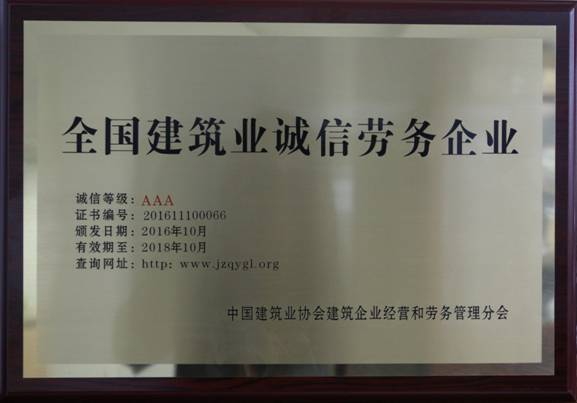 全国建筑业诚信劳务企业
诚信等级：AAA
证书编号：201611100066
颁发日期：2016年10月
有效期至：2018年10月
查询网址：http：www.jzqygl.org
中国建筑业协会建筑企业经营和劳务管理分会